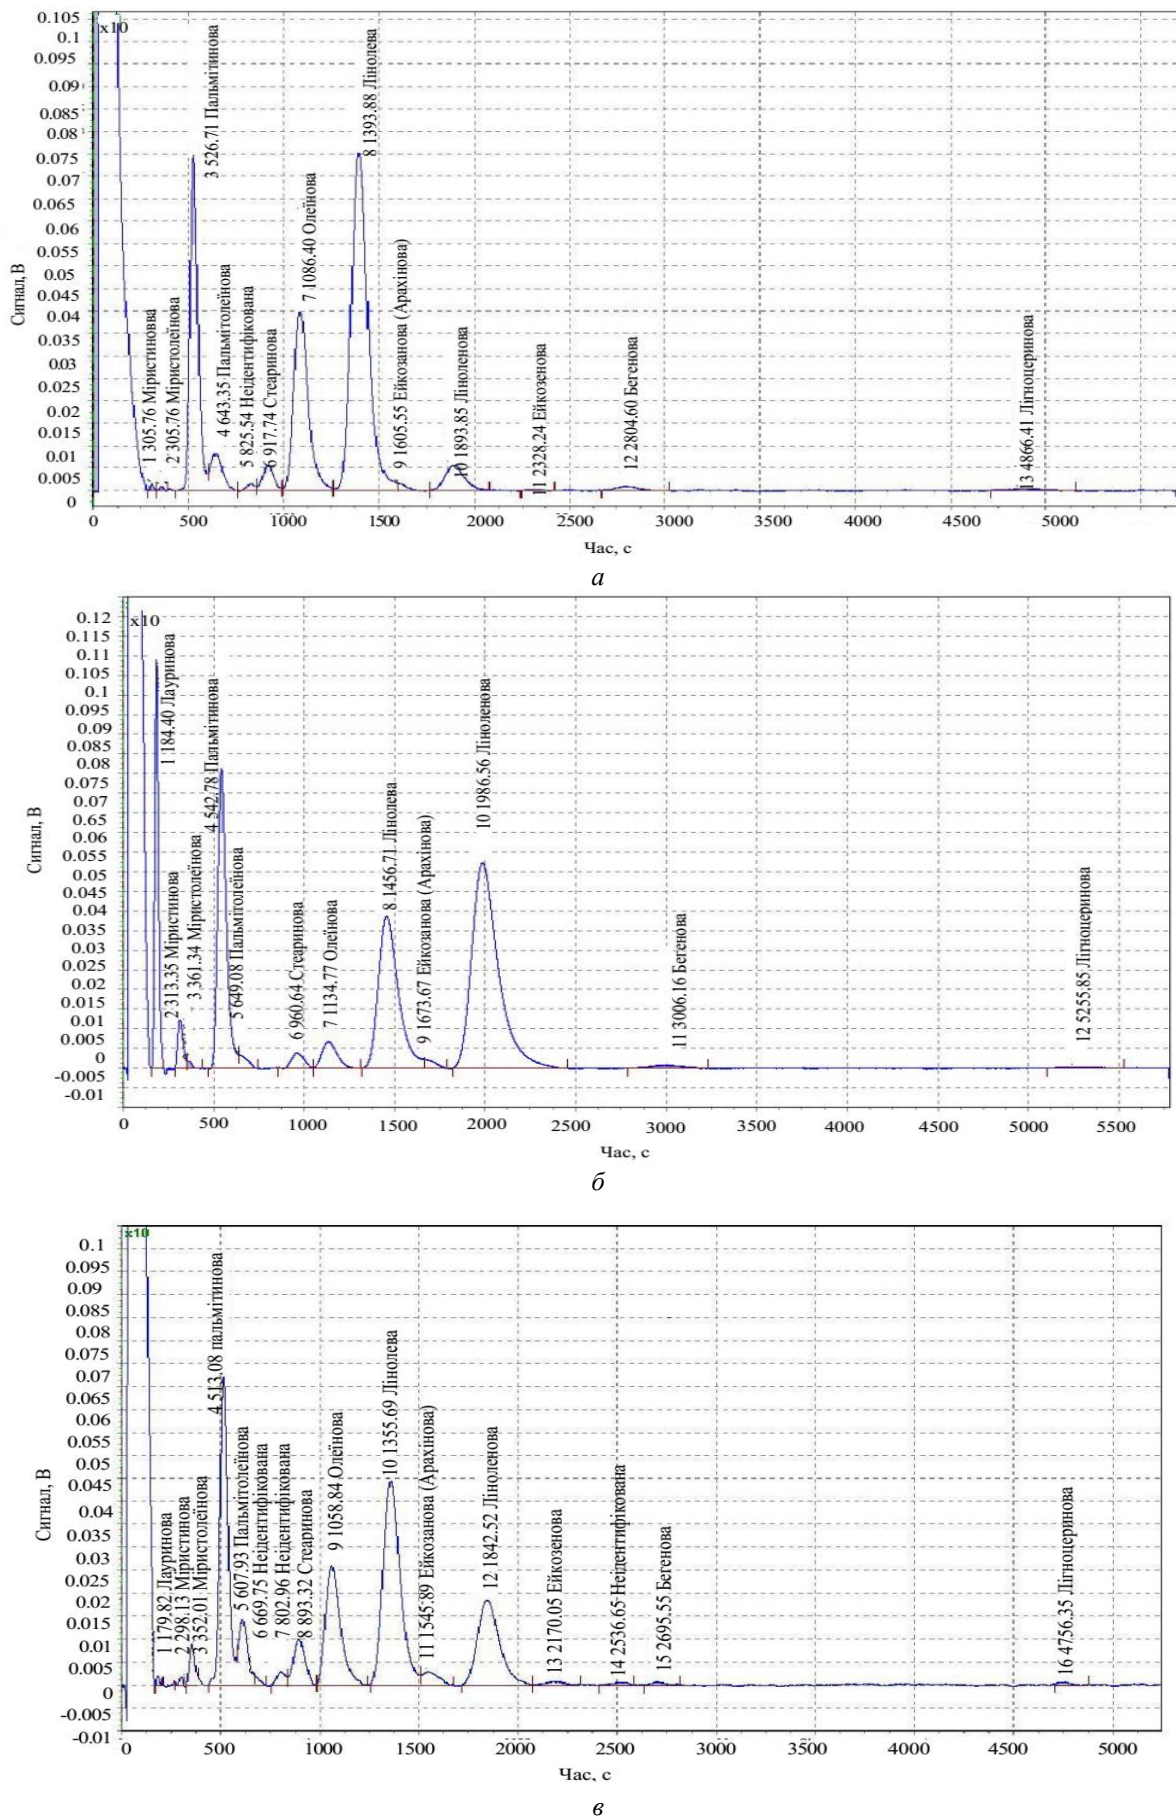 x10
0.105
0.1
0.095
0.09
0.085
0.08
0.075
0.07
0.065
0.06
0.055
0.05
0.045
0.04
0.035
0.03
0.025
0.02
0.015
0.01
0.005
0
Сигнал, В
1 305.76 Міристиновва
2 305.76 Міристолеїнова
3 526.71 Пальмітинова
4 643.35 Пальмітолеїнова
5 825.54 Неідентифікована
6 917.74 Стеаринова
7 1086.40 Олеїнова
8 1393.88 Лінолева
9 1605.55 Ейкозанова (Арахінова)
10 1893.85 Ліноленова
11 2328.24 Ейкозенова
12 2804.60 Бегенова
13 4866.41 Лігноцеринова
0 500 1000 1500 2000 2500 3000 3500 4000 4500 5000
Час, с
а
x10
0.12
0.115
0.11
0.105
0.1
0.095
0.09
0.085
0.08
0.075
0.07
0.065
0.06
0.055
0.05
0.045
0.04
0.035
0.03
0.025
0.02
0.015
0.01
0.005
0
-0.005
-0.01
Сигнал, В
1 184.40 Лауринова
2 313.35 Міристинова
3 361.34 Міристолеїнова
4 542.78 Пальмітинова
5 649.08 Пальмітолеїнова
6 960.64 Стеаринова
7 1134.77 Олеїнова
8 1456.71 Лінолева
9 1673.67 Ейкозанова (Арахінова)
10 1986.56 Ліноленова
11 3006.16 Бегенова
12 5255.85 Лігноцеринова
0 500 1000 1500 2000 2500 3000 3500 4000 4500 5000 5500
Час, с
б
x10
0.1
0.095
0.09
0.085
0.08
0.075
0.07
0.065
0.06
0.055
0.05
0.045
0.04
0.035
0.03
0.025
0.02
0.015
0.01
0.005
0
-0.005
-0.01
Сигнал, В
1 179.82 Лауринова
2 298.13 Міристинова
3 352.01 Міристолеїнова
4 513.08 пальмітинова
5 607.93 Пальмітолеїнова
6 669.75 Неідентифікована
7 802.96 Неідентифікована
8 893.32 Стеаринова
9 1058.84 Олеїнова
10 1355.69 Лінолева
11 1545.89 Ейкозанова (Арахінова)
12 1842.52 Ліноленова
13 2170.05 Ейкозенова
14 2536.65 Неідентифікована
15 2695.55 Бегенова
16 4756.35 Лігноцеринова
0 500 1000 1500 2000 2500 3000 3500 4000 4500 5000
Час, с
в